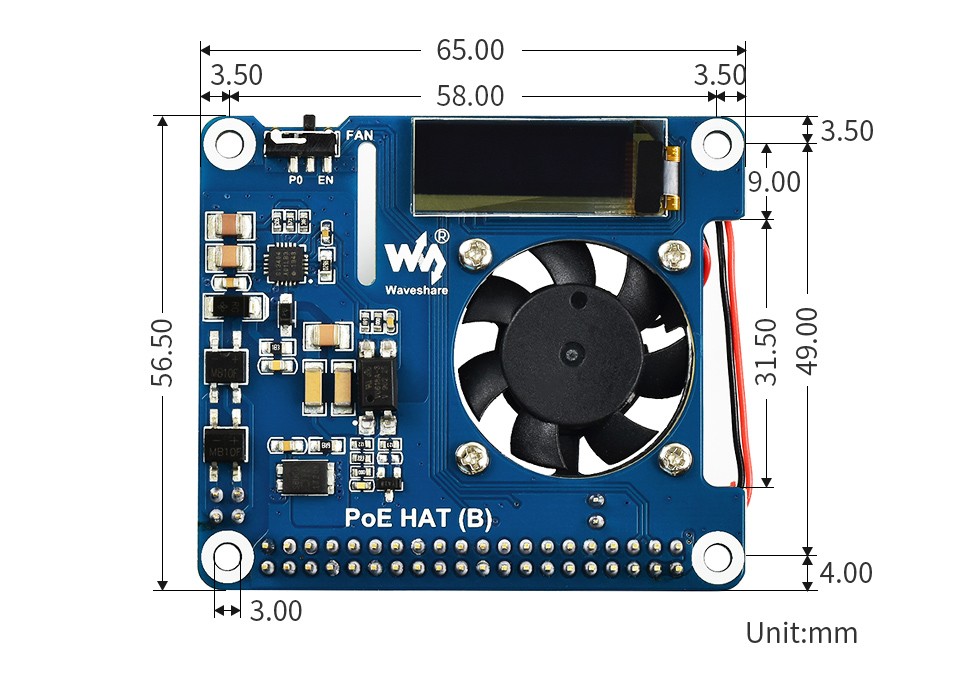 65.00
3.50
3.50
58.00
3.50
FAN
P0 EN
9.00
®
Waveshare
56.50
31.50
49.00
MB10F
MB10F
PoE HAT (B)
4.00
3.00
Unit:mm